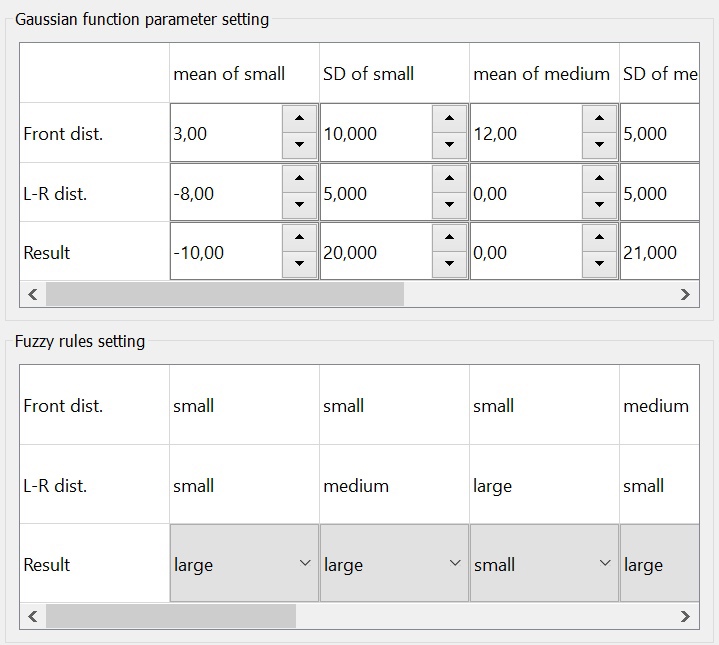 Gaussian function parameter setting
mean of small SD of small mean of medium SD of me
Front dist. 3,00 10,000 12,00 5,000
L-R dist. -8,00 5,000 0,00 5,000
Result -10,00 20,000 0,00 21,000
Fuzzy rules setting
Front dist. small small small medium
L-R dist. small medium large small
Result large large small large